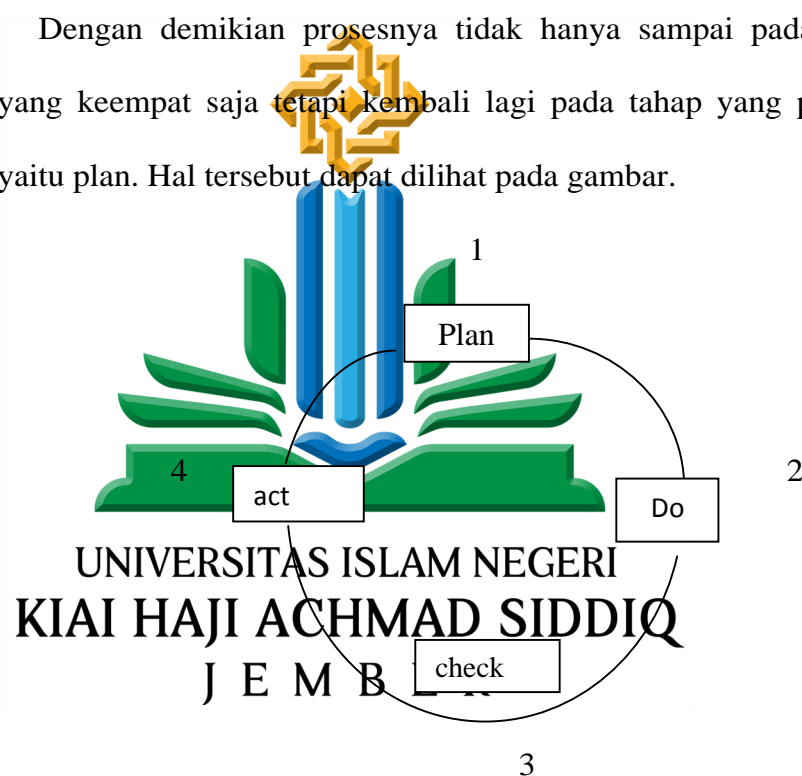 Dengan demikian prosesnya tidak hanya sampai pada
yang keempat saja tetapi kembali lagi pada tahap yang p
yaitu plan. Hal tersebut dapat dilihat pada gambar.
1
Plan
4
act
2
Do
UNIVERSITAS ISLAM NEGERI
KIAI HAJI ACHMAD SIDDIQ
J E M B E R
check
3